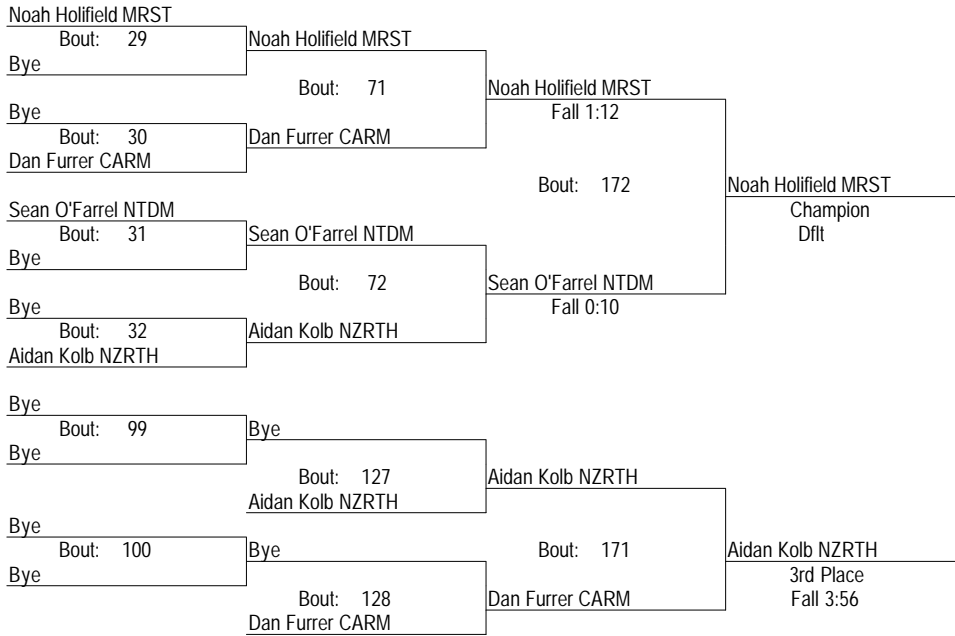 Noah Holifield MRST
Bout: 29
Noah Holifield MRST
Bye
Bout: 71
Noah Holifield MRST
Bye
Fall 1:12
Bout: 30
Dan Furrer CARM
Dan Furrer CARM
Bout: 172
Noah Holifield MRST
Sean O'Farrel NTDM
Champion
Bout: 31
Sean O'Farrel NTDM
Dflt
Bye
Bout: 72
Sean O'Farrel NTDM
Bye
Fall 0:10
Bout: 32
Aidan Kolb NZRTH
Aidan Kolb NZRTH
Bye
Bout: 99
Bye
Bye
Bout: 127
Aidan Kolb NZRTH
Aidan Kolb NZRTH
Bye
Bout: 100
Bye
Bout: 171
Aidan Kolb NZRTH
Bye
3rd Place
Bout: 128
Dan Furrer CARM
Fall 3:56
Dan Furrer CARM